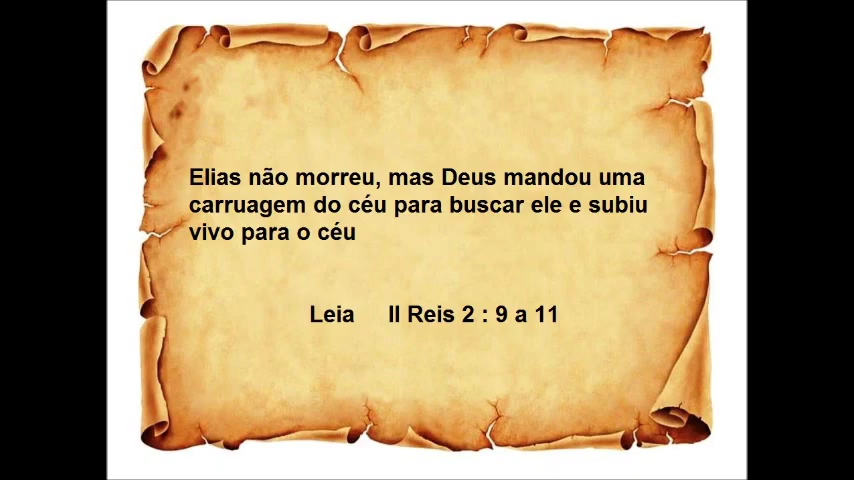 Elias não morreu, mas Deus mandou uma
carruagem do céu para buscar ele e subiu
vivo para o céu
Leia II Reis 2 : 9 a 11